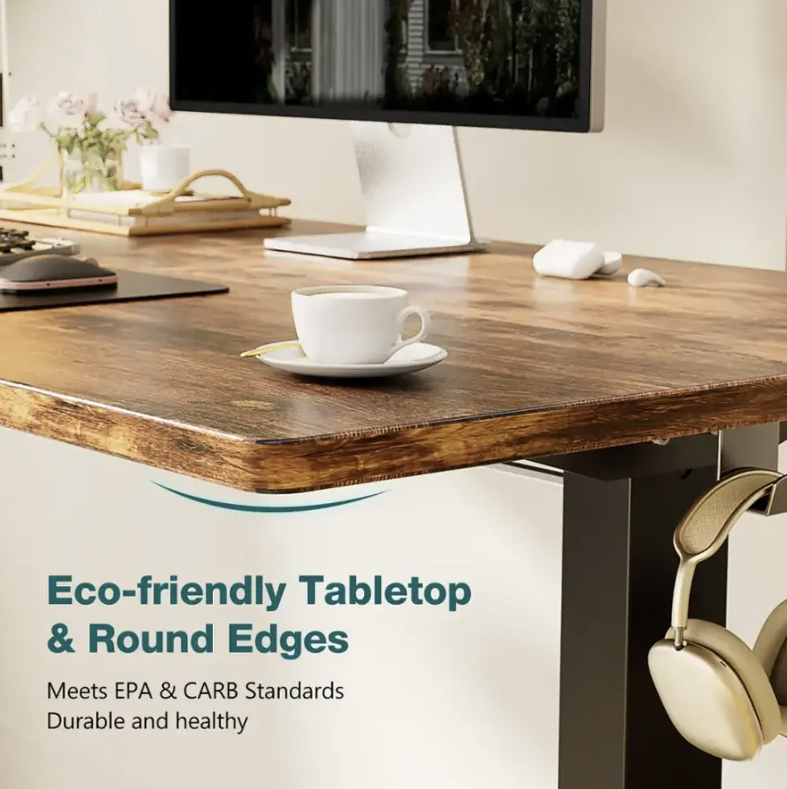 Eco-friendly Tabletop
& Round Edges
Meets EPA & CARB Standards
Durable and healthy